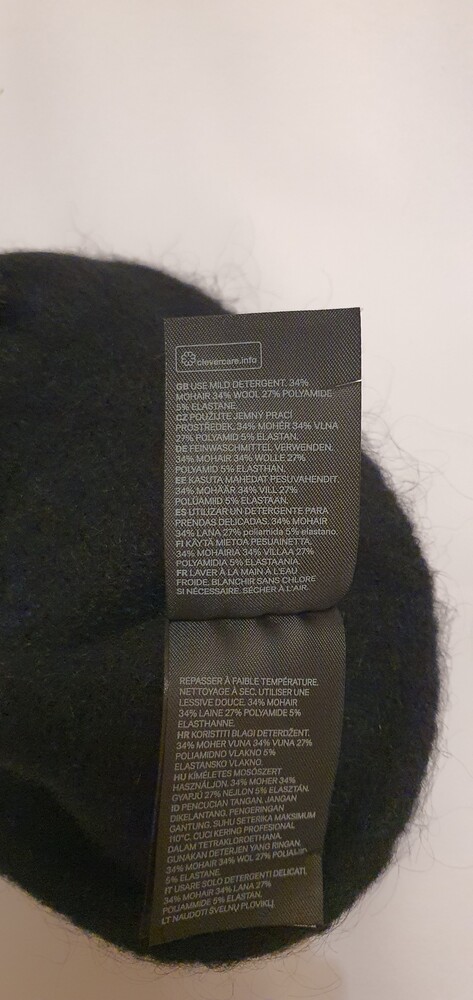 clevercare.info
GB USE MILD DETERGENT. 34%
MOHAIR 34% WOOL 27% POLYAMIDE
5% ELASTANE.
CZ POUŽIJTE JEMNÝ PRACÍ
PROSTŘEDEK. 34% MOHÉR 34% VLNA
27% POLYAMID 5% ELASTAN.
DE FEINWASCHMITTEL VERWENDEN.
34% MOHAIR 34% WOLLE 27%
POLYAMID 5% ELASTHAN.
EE KASUTA MAHEDAT PESUVAHENDIT.
34% MOHÄÄR 34% VILL 27%
POLÜAMIID 5% ELASTAAN.
ES UTILIZAR UN DETERGENTE PARA
PRENDAS DELICADAS. 34% MOHAIR
34% LANA 27% poliamida 5% elastano.
FI KÄYTÄ MIETOA PESUAINETTA.
34% MOHAIRIA 34% VILLAA 27%
POLYAMIDIA 5% ELASTAANIA.
FR LAVER À LA MAIN À L'EAU
FROIDE. BLANCHIR SANS CHLORE
SI NÉCESSAIRE. SÉCHER À L'AIR.
REPASSER À FAIBLE TEMPÉRATURE.
NETTOYAGE À SEC. UTILISER UNE
LESSIVE DOUCE. 34% MOHAIR
34% LAINE 27% POLYAMIDE 5%
ELASTHANNE.
HR KORISTITI BLAGI DETERDŽENT.
34% MOHER VUNA 34% VUNA 27%
POLIAMIDNO VLAKNO 5%
ELASTANSKO VLAKNO.
HU KÍMÉLETES MOSÓSZERT
HASZNÁLJON. 34% MOHER 34%
GYAPJÚ 27% NEJLON 5% ELASZTÁN.
ID PENCUCIAN TANGAN. JANGAN
DIKELANTANG. PENGERINGAN
GANTUNG. SUHU SETERIKA MAKSIMUM
110°C. CUCI KERING PROFESIONAL
DALAM TETRAKLOROETHANA.
GUNAKAN DETERJEN YANG RINGAN.
34% MOHAIR 34% WOL 27% POLIAMID
5% ELASTANE.
IT USARE SOLO DETERGENTI DELICATI.
34% MOHAIR 34% LANA 27%
POLIAMMIDE 5% ELASTAN.
LT NAUDOTI ŠVELNŲ PLOVIKLĮ.